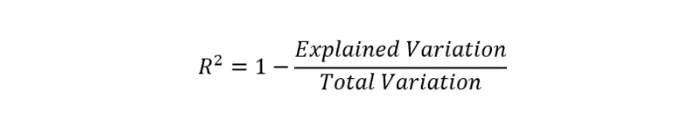 R² = 1 − Explained Variation / Total Variation